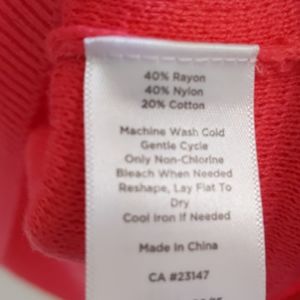 40% Rayon
40% Nylon
20% Cotton
Machine Wash Cold
Gentle Cycle
Only Non-Chlorine
Bleach When Needed
Reshape, Lay Flat To
Dry
Cool Iron If Needed
Made In China
CA #23147